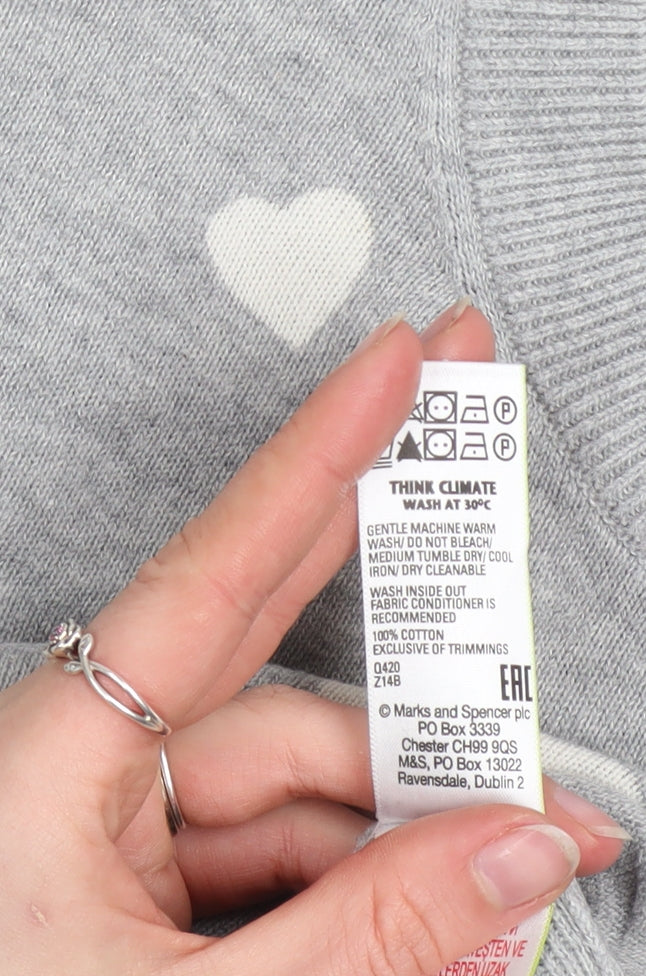 P
P
THINK CLIMATE
WASH AT 30°C
GENTLE MACHINE WARM
WASH/ DO NOT BLEACH/
MEDIUM TUMBLE DRY/ COOL
IRON/ DRY CLEANABLE
WASH INSIDE OUT
FABRIC CONDITIONER IS
RECOMMENDED
100% COTTON
EXCLUSIVE OF TRIMMINGS
Q420
Z14B
EAC
© Marks and Spencer plc
PO Box 3339
Chester CH99 9QS
M&S, PO Box 13022
Ravensdale, Dublin 2
VE
UZAK